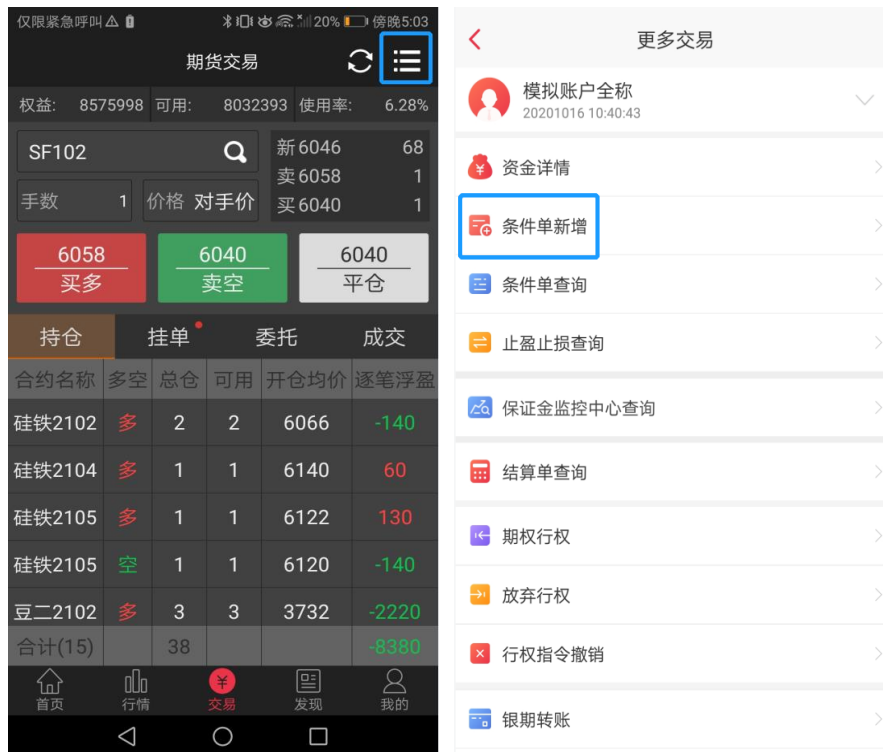 仅限紧急呼叫 20% 傍晚5:03
期货交易
权益: 8575998 可用: 8032393 使用率: 6.28%
SF102
新6046 68
卖6058 1
手数 1 价格 对手价
买6040 1
6058 6040 6040
买多 卖空 平仓
持仓 挂单 委托 成交
合约名称 多空 总仓 可用 开仓均价 逐笔浮盈
硅铁2102 多 2 2 6066 -140
硅铁2104 多 1 1 6140 60
硅铁2105 多 1 1 6122 130
硅铁2105 空 1 1 6120 -140
豆二2102 多 3 3 3732 -2220
合计(15) 38 -8380
首页 行情 交易 发现 我的
更多交易
模拟账户全称
20201016 10:40:43
资金详情
条件单新增
条件单查询
止盈止损查询
保证金监控中心查询
结算单查询
期权行权
放弃行权
行权指令撤销
银期转账